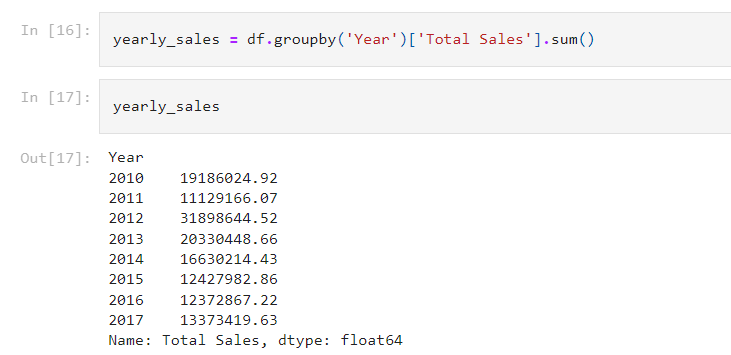 In [16]: yearly_sales = df.groupby('Year')['Total Sales'].sum()
In [17]: yearly_sales
Out[17]: Year
2010    19186024.92
2011    11129166.07
2012    31898644.52
2013    20330448.66
2014    16630214.43
2015    12427982.86
2016    12372867.22
2017    13373419.63
Name: Total Sales, dtype: float64